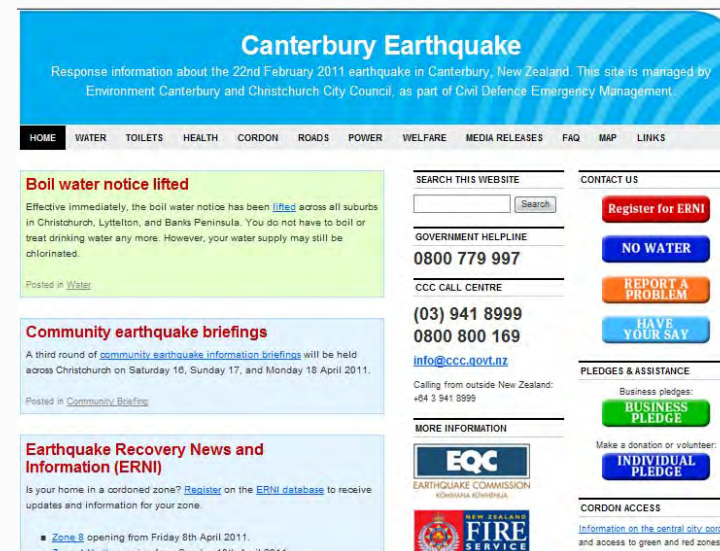 Canterbury Earthquake
Response information about the 22nd February 2011 earthquake in Canterbury, New Zealand. This site is managed by
Environment Canterbury and Christchurch City Council, as part of Civil Defence Emergency Management.
HOME WATER TOILETS HEALTH CORDON ROADS POWER WELFARE MEDIA RELEASES FAQ MAP LINKS
Boil water notice lifted
Effective immediately, the boil water notice has been lifted across all suburbs
in Christchurch, Lyttelton, and Banks Peninsula. You do not have to boil or
treat drinking water any more. However, your water supply may still be
chlorinated.
Posted in Water
Community earthquake briefings
A third round of community earthquake information briefings will be held
across Christchurch on Saturday 16, Sunday 17, and Monday 18 April 2011.
Posted in Community Briefing
Earthquake Recovery News and
Information (ERNI)
Is your home in a cordoned zone? Register on the ERNI database to receive
updates and information for your zone.
Zone 8 opening from Friday 8th April 2011.
SEARCH THIS WEBSITE
Search
GOVERNMENT HELPLINE
0800 779 997
CCC CALL CENTRE
(03) 941 8999
0800 800 169
info@ccc.govt.nz
Calling from outside New Zealand:
+64 3 941 8999
MORE INFORMATION
EQC
EARTHQUAKE COMMISSION
KŌMIHANA RŪWHENUA
NEW ZEALAND
FIRE
SERVICE
CONTACT US
Register for ERNI
NO WATER
REPORT A
PROBLEM
HAVE
YOUR SAY
PLEDGES & ASSISTANCE
Business pledges:
BUSINESS
PLEDGE
Make a donation or volunteer:
INDIVIDUAL
PLEDGE
CORDON ACCESS
Information on the central city cord
and access to green and red zones